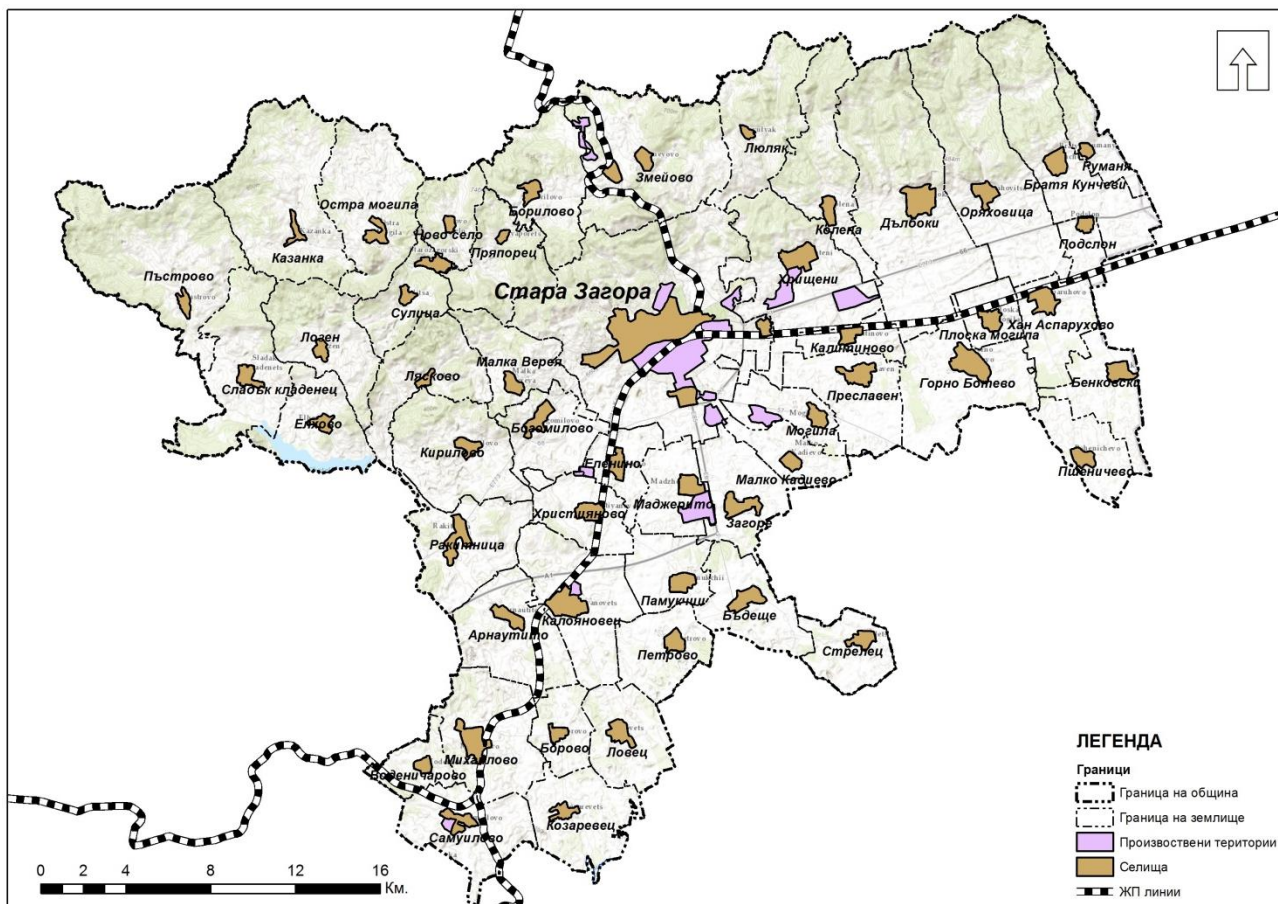 Люляк
Змейово
Руманя
Братя Кунчеви
Остра могила
Борилово
Оряховица
Дълбоки
Ново село
Колена
Подслон
Казанка
Пряпорец
Пъстрово
Хрищени
Стара Загора
Сулица
Хан Аспарухово
Лозен
Плоска Могила
Калитиново
Малка Верея
Сладък кладенец
Лясково
Горно Ботево
Бенковски
Преславен
Елхово
Богомилово
Могила
Кирилово
Еленино
Пшеничево
Малко Кадиево
Християново
Маджерито
Загоре
Ракитница
Памукчии
Бъдеще
Калояновец
Арнаутито
Стрелец
Петрово
Борово
Ловец
Михайлово
Воденичарово
Козаревец
Самуилово
ЛЕГЕНДА
Граници
Граница на община
Граница на землище
Произвоствени територии
Селища
ЖП линии
0 2 4 8 12 16
Км.